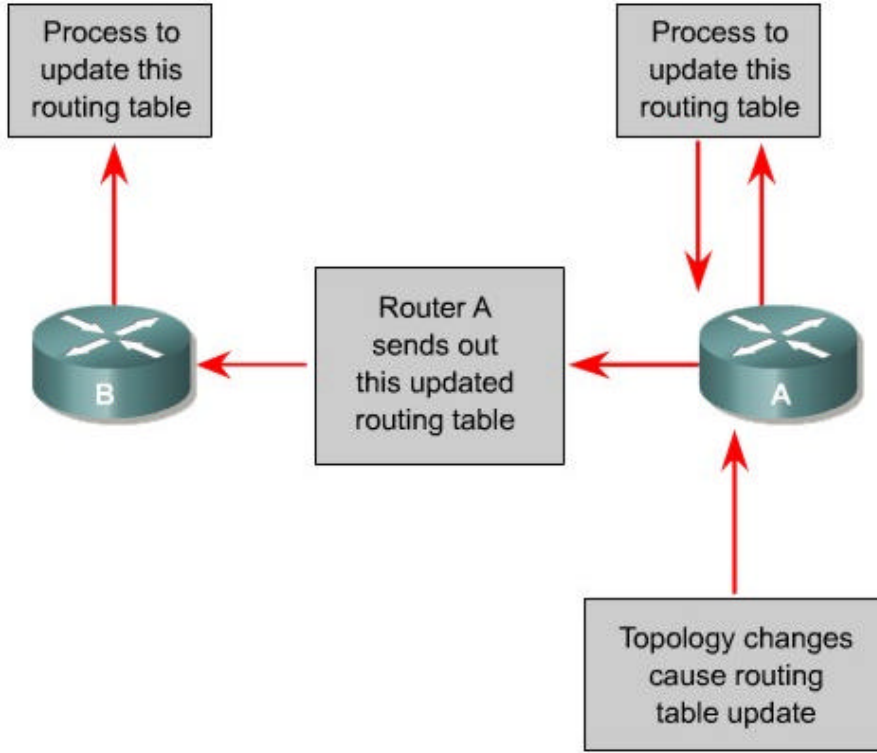 Process to
update this
routing table
Process to
update this
routing table
Router A
sends out
this updated
routing table
B
A
Topology changes
cause routing
table update